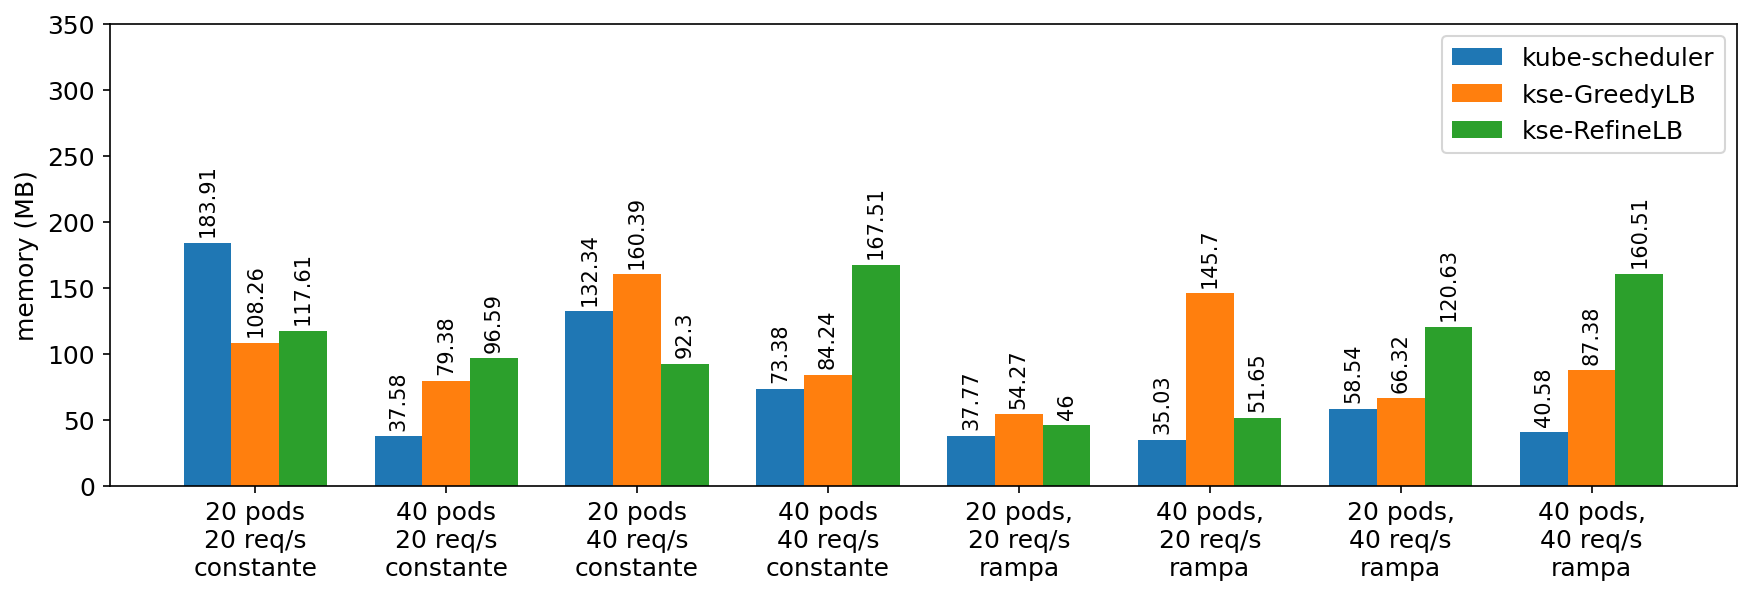 350
300
250
200
150
100
50
0
memory (MB)
kube-scheduler
kse-GreedyLB
kse-RefineLB
183.91
108.26
117.61
37.58
79.38
96.59
132.34
160.39
92.3
73.38
84.24
167.51
37.77
54.27
46
35.03
145.7
51.65
58.54
66.32
120.63
40.58
87.38
160.51
20 pods
20 req/s
constante
40 pods
20 req/s
constante
20 pods
40 req/s
constante
40 pods
40 req/s
constante
20 pods,
20 req/s
rampa
40 pods,
20 req/s
rampa
20 pods,
40 req/s
rampa
40 pods,
40 req/s
rampa